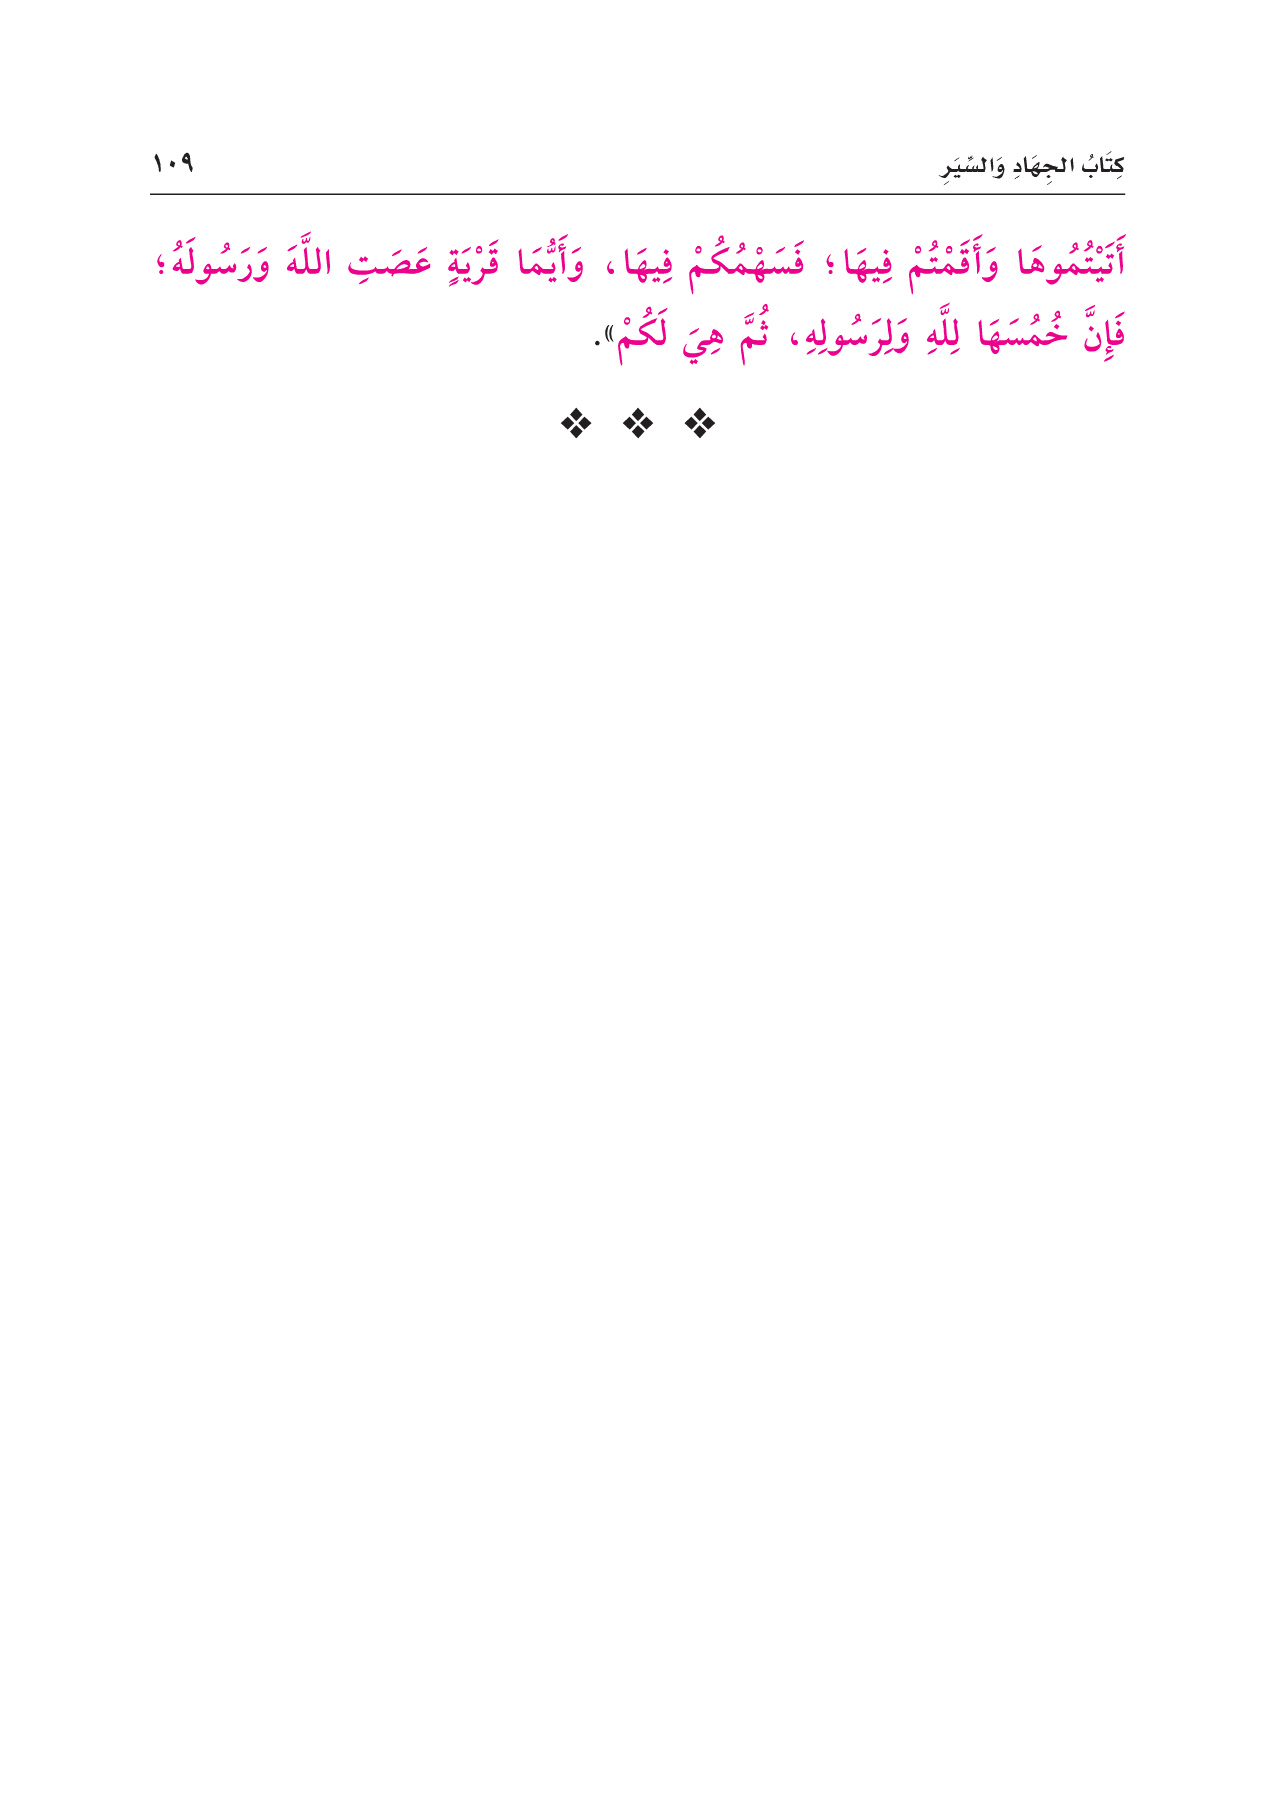 كِتَابُ الجِهَادِ وَالسِّيَرِ ١٠٩
أَتَيْتُمُوهَا وَأَقَمْتُمْ فِيهَا؛ فَسَهْمُكُمْ فِيهَا، وَأَيُّمَا قَرْيَةٍ عَصَتِ اللَّهَ وَرَسُولَهُ؛
فَإِنَّ خُمُسَهَا لِلَّهِ وَلِرَسُولِهِ، ثُمَّ هِيَ لَكُمْ».